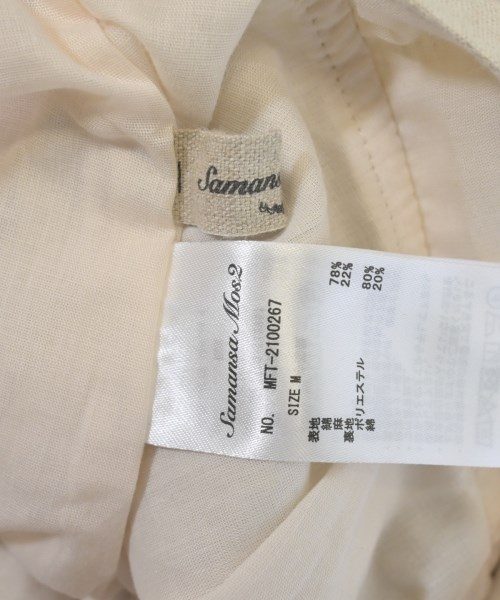 Samansa
Samansa Mos2
NO. MFT-2100267
SIZE M
表地
綿 78%
麻 22%
裏地
ポリエステル 80%
綿 20%